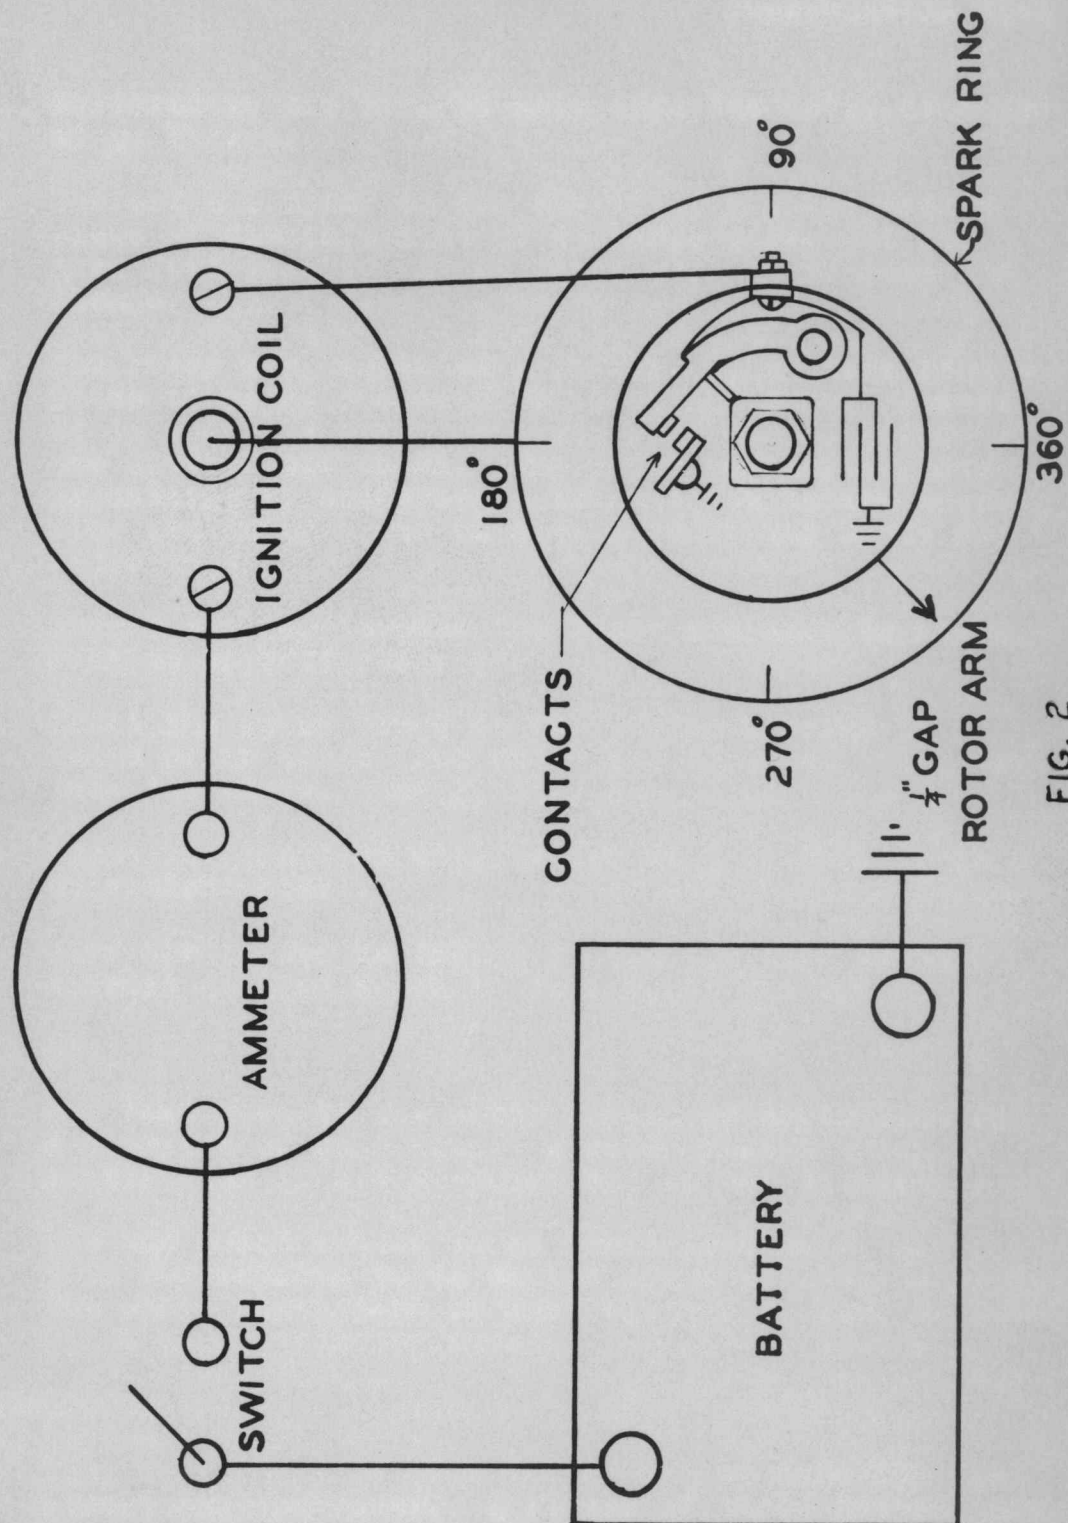 SWITCH
AMMETER
IGNITION COIL
180°
90°
CONTACTS
270°
360°
SPARK RING
BATTERY
1/4" GAP
ROTOR ARM
FIG. 2